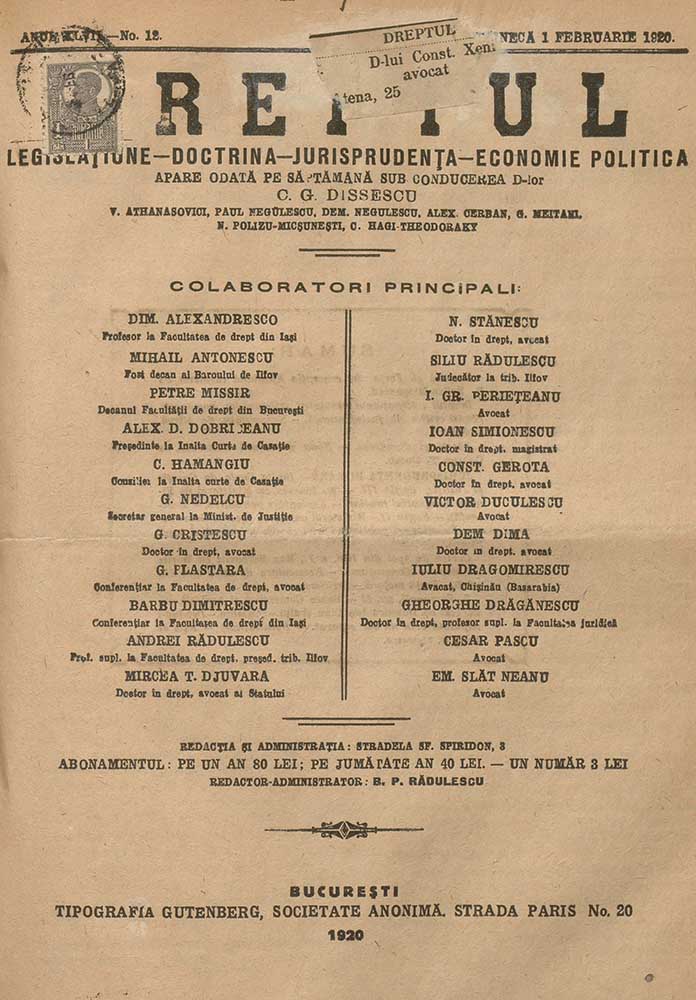 ANUL XLVII—No. 12.
NECĂ 1 FEBRUARIE 1920.
DREPTUL
D-lui Const. Xeni
avocat
Atena, 25
REPTUL
LEGISLAȚIUNE—DOCTRINA—JURISPRUDENȚA—ECONOMIE POLITICA
APARE ODATĂ PE SĂPTĂMÂNĂ SUB CONDUCEREA D-lor
C. G. DISSESCU
V. ATHANASOVICI, PAUL NEGULESCU, DEM. NEGULESCU, ALEX. CERBAN, G. MEITANI,
N. POLIZU-MICȘUNEȘTI, C. HAGI-THEODORAKY
COLABORATORI PRINCIPALI:
DIM. ALEXANDRESCO
Profesor la Facultatea de drept din Iași
MIHAIL ANTONESCU
Fost decan al Baroului de Ilfov
PETRE MISSIR
Decanul Facultății de drept din București
ALEX. D. DOBRICEANU
Președinte la Inalta Curte de Casație
C. HAMANGIU
Consilier la Inalta curte de Casație
G. NEDELCU
Secretar general la Minist. de Justiție
G. CRISTESCU
Doctor în drept, avocat
G. PLASTARA
Conferențiar la Facultatea de drept, avocat
BARBU DIMITRESCU
Conferențiar la Facultatea de drept din Iași
ANDREI RĂDULESCU
Prof. supl. la Facultatea de drept. președ. trib. Ilfov
MIRCEA T. DJUVARA
Doctor în drept, avocat al Statului
N. STĂNESCU
Doctor în drept, avocat
SILIU RĂDULESCU
Judecător la trib. Ilfov
I. GR. PERIEȚEANU
Avocat
IOAN SIMIONESCU
Doctor în drept. magistrat
CONST. GEROTA
Doctor în drept. avocat
VICTOR DUCULESCU
Avocat
DEM DIMA
Doctor in drept. avocat
IULIU DRAGOMIRESCU
Avacat, Chișinău (Basarabia)
GHEORGHE DRĂGĂNESCU
Doctor în drept, profesor supl. la Facultatea juridică
CESAR PASCU
Avocat
EM. SLĂT NEANU
Avocat
REDACȚIA ȘI ADMINISTRAȚIA: STRADELA SF. SPIRIDON, 3
ABONAMENTUL: PE UN AN 80 LEI; PE JUMĂTATE AN 40 LEI. — UN NUMĂR 3 LEI
REDACTOR-ADMINISTRATOR: B. P. RĂDULESCU
BUCUREȘTI
TIPOGRAFIA GUTENBERG, SOCIETATE ANONIMĂ. STRADA PARIS No. 20
1920